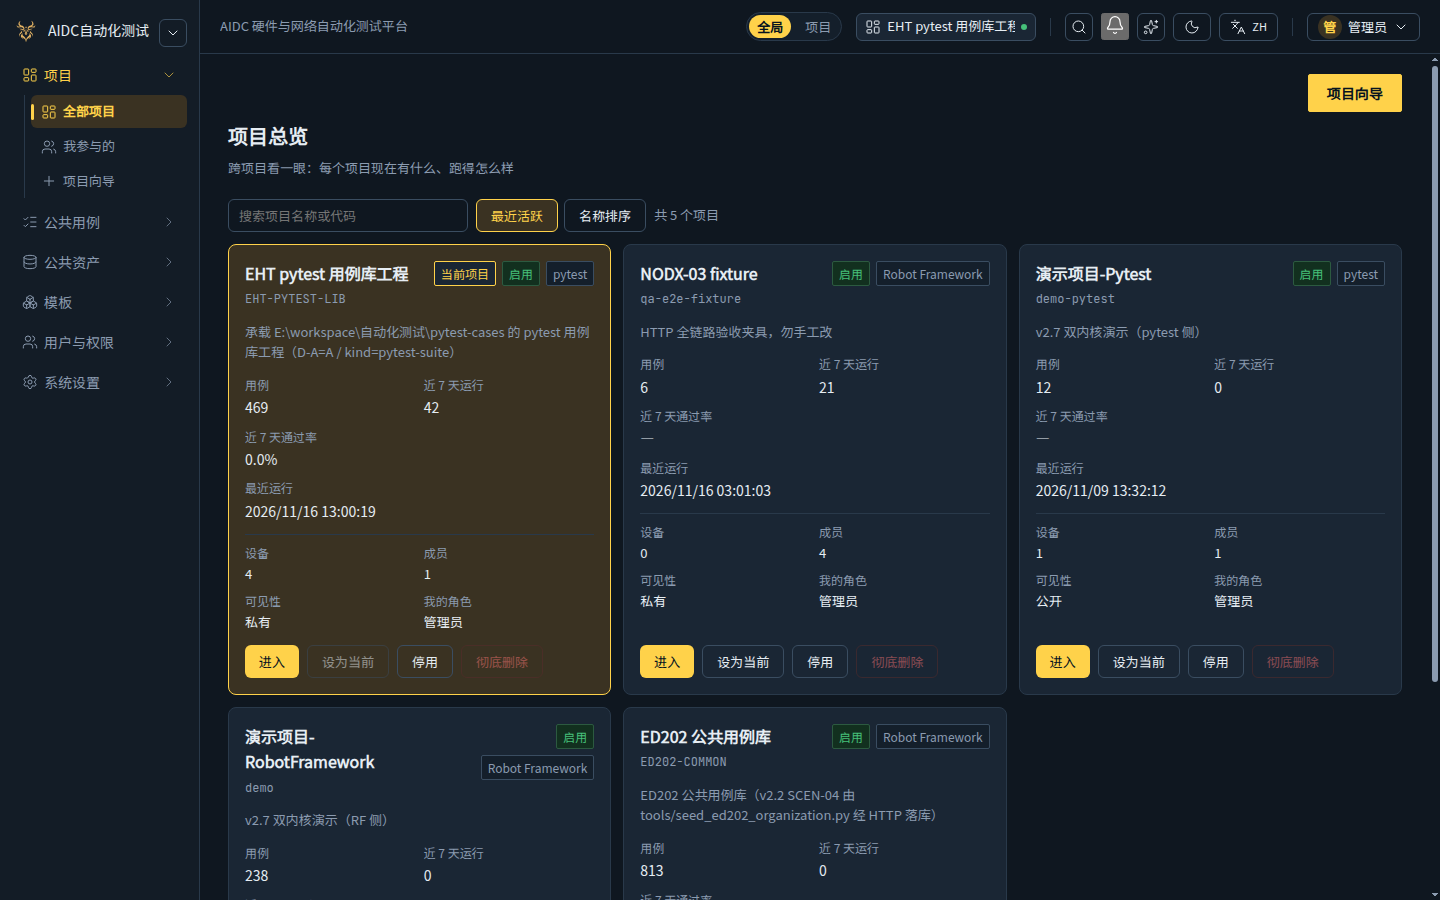 AIDC自动化测试
AIDC 硬件与网络自动化测试平台
全局
项目
EHT pytest 用例库工程
ZH
管
管理员
项目
全部项目
我参与的
项目向导
公共用例
公共资产
模板
用户与权限
系统设置
项目向导
项目总览
跨项目看一眼：每个项目现在有什么、跑得怎么样
搜索项目名称或代码
最近活跃
名称排序
共 5 个项目
EHT pytest 用例库工程
当前项目
启用
pytest
EHT-PYTEST-LIB
承载 E:\workspace\自动化测试\pytest-cases 的 pytest 用例
库工程（D-A=A / kind=pytest-suite）
用例
近 7 天运行
469
42
近 7 天通过率
0.0%
最近运行
2026/11/16 13:00:19
设备
成员
4
1
可见性
我的角色
私有
管理员
进入
设为当前
停用
彻底删除
NODX-03 fixture
启用
Robot Framework
qa-e2e-fixture
HTTP 全链路验收夹具，勿手工改
用例
近 7 天运行
6
21
近 7 天通过率
—
最近运行
2026/11/16 03:01:03
设备
成员
0
4
可见性
我的角色
私有
管理员
进入
设为当前
停用
彻底删除
演示项目-Pytest
启用
pytest
demo-pytest
v2.7 双内核演示（pytest 侧）
用例
近 7 天运行
12
0
近 7 天通过率
—
最近运行
2026/11/09 13:32:12
设备
成员
1
1
可见性
我的角色
公开
管理员
进入
设为当前
停用
彻底删除
演示项目-
RobotFramework
启用
Robot Framework
demo
v2.7 双内核演示（RF 侧）
用例
近 7 天运行
238
0
ED202 公共用例库
启用
Robot Framework
ED202-COMMON
ED202 公共用例库（v2.2 SCEN-04 由
tools/seed_ed202_organization.py 经 HTTP 落库）
用例
近 7 天运行
813
0
近 7 天通过率